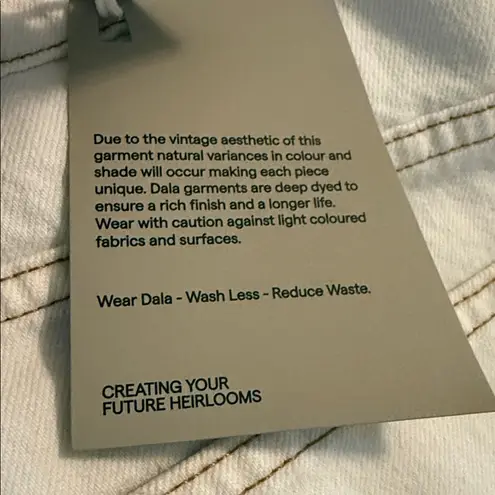 Due to the vintage aesthetic of this
garment natural variances in colour and
shade will occur making each piece
unique. Dala garments are deep dyed to
ensure a rich finish and a longer life.
Wear with caution against light coloured
fabrics and surfaces.
Wear Dala - Wash Less - Reduce Waste.
CREATING YOUR
FUTURE HEIRLOOMS